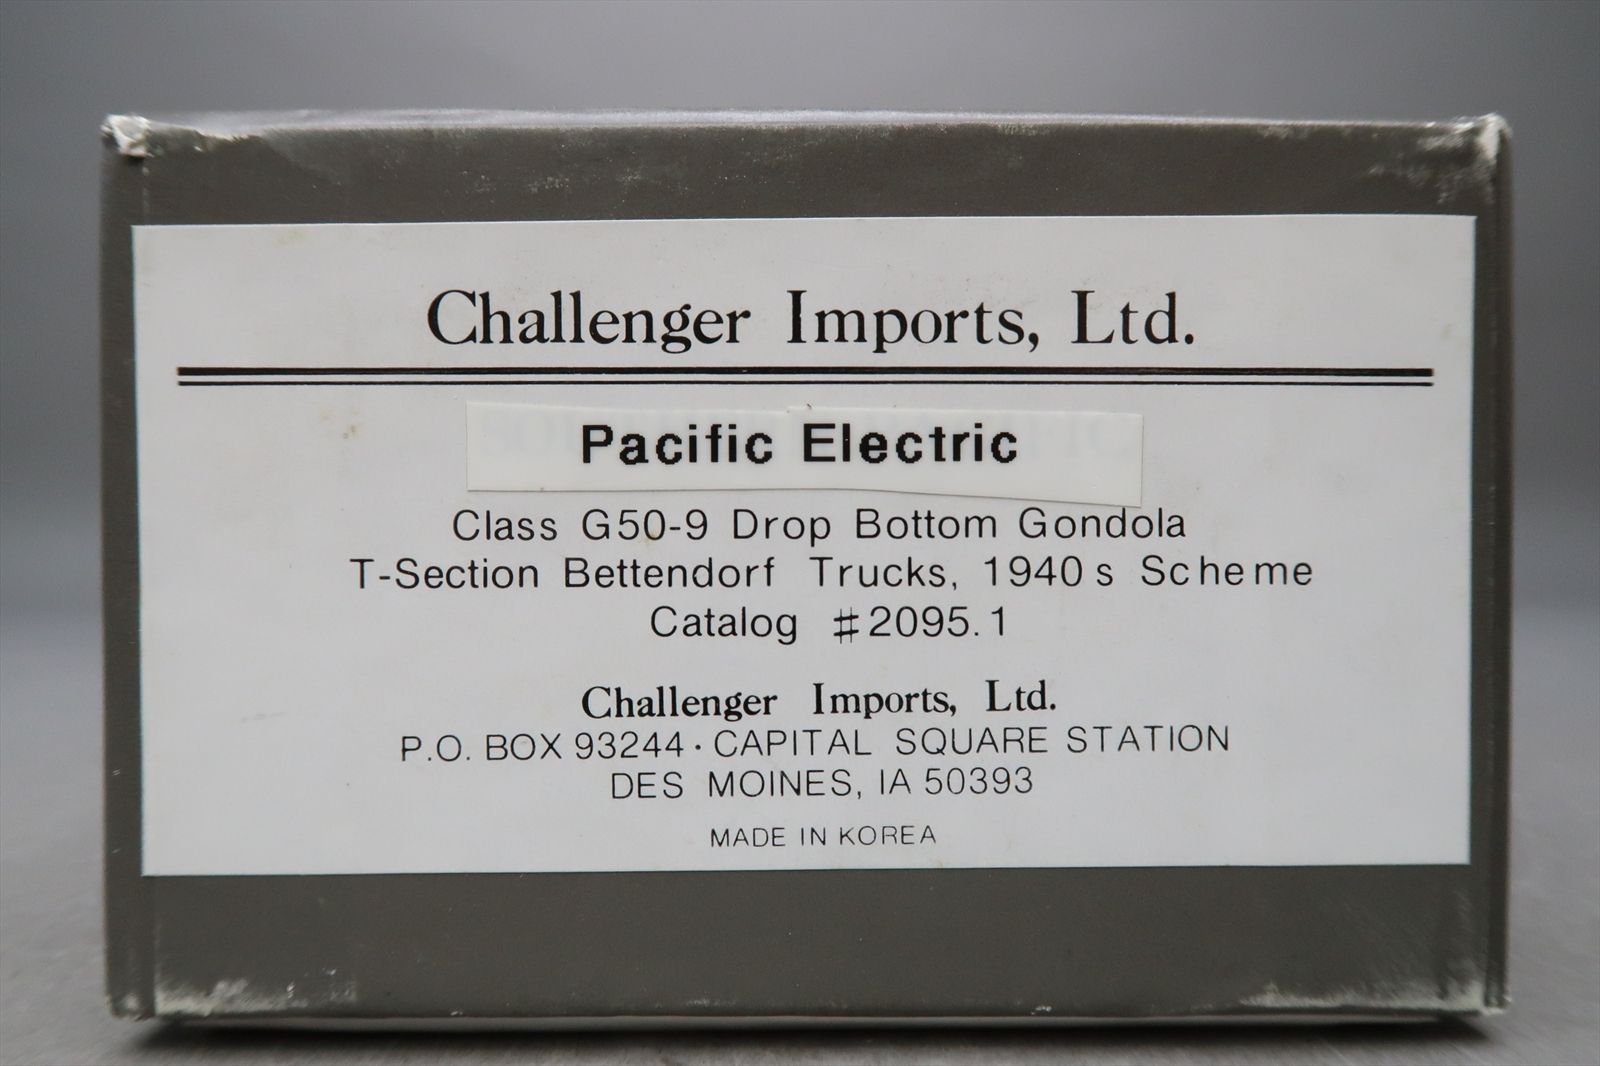 Challenger Imports, Ltd.
Pacific Electric
Class G50-9 Drop Bottom Gondola
T-Section Bettendorf Trucks, 1940s Scheme
Catalog #2095.1
Challenger Imports, Ltd.
P.O. BOX 93244 · CAPITAL SQUARE STATION
DES MOINES, IA 50393
MADE IN KOREA